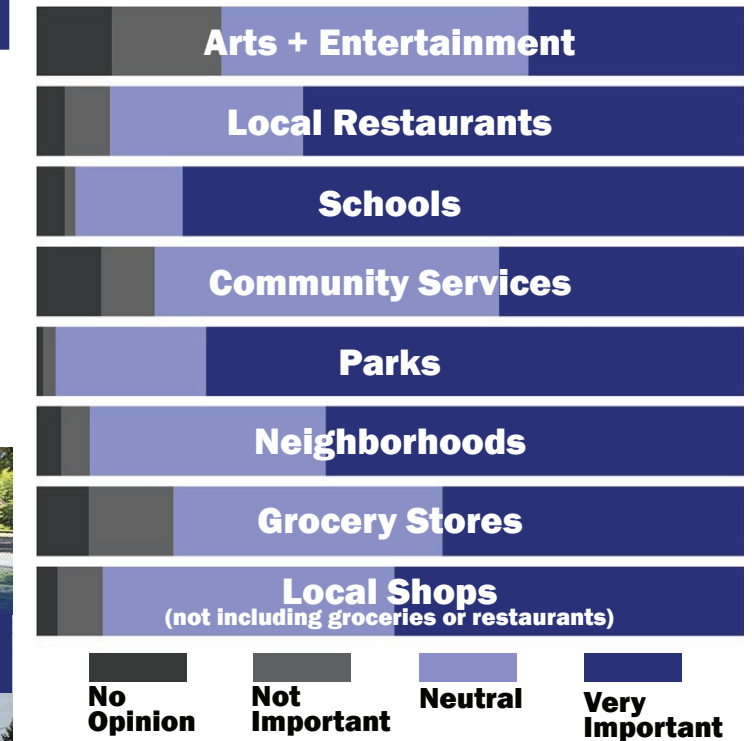 Arts + Entertainment
Local Restaurants
Schools
Community Services
Parks
Neighborhoods
Grocery Stores
Local Shops
(not including groceries or restaurants)
No
Opinion
Not
Important
Neutral
Very
Important